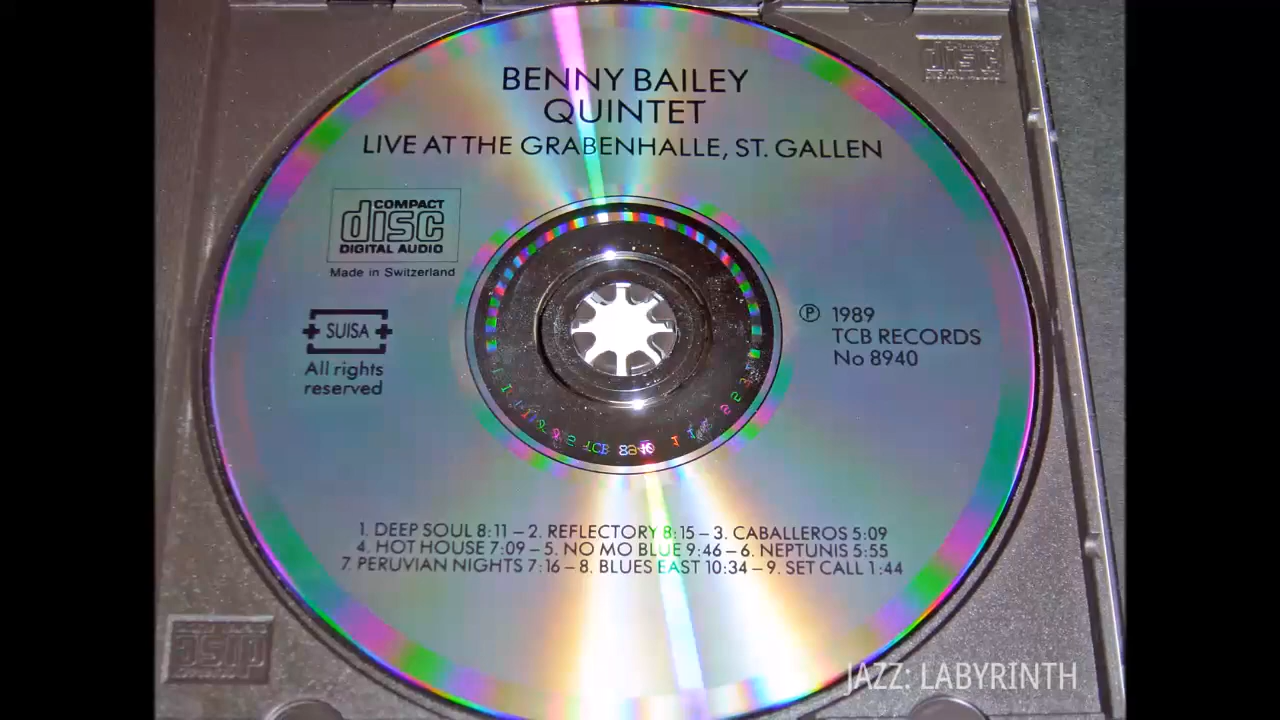 BENNY BAILEY
QUINTET
LIVE AT THE GRABENHALLE, ST. GALLEN
COMPACT
disc
DIGITAL AUDIO
Made in Switzerland
SUISA
All rights
reserved
℗ 1989
TCB RECORDS
No 8940
TCB 8940
1. DEEP SOUL 8:11 – 2. REFLECTORY 8:15 – 3. CABALLEROS 5:09
4. HOT HOUSE 7:09 – 5. NO MO BLUE 9:46 – 6. NEPTUNIS 5:55
7. PERUVIAN NIGHTS 7:16 – 8. BLUES EAST 10:34 – 9. SET CALL 1:44
disc
JAZZ: LABYRINTH